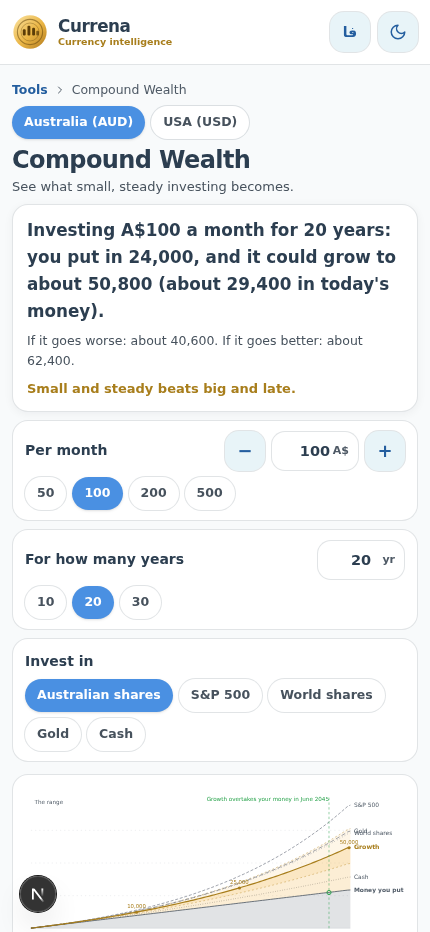 Currena
Currency intelligence
فا
Tools > Compound Wealth
Australia (AUD) USA (USD)
Compound Wealth
See what small, steady investing becomes.
Investing A$100 a month for 20 years:
you put in 24,000, and it could grow to
about 50,800 (about 29,400 in today's
money).
If it goes worse: about 40,600. If it goes better: about
62,400.
Small and steady beats big and late.
Per month − 100 A$ +
50 100 200 500
For how many years 20 yr
10 20 30
Invest in
Australian shares S&P 500 World shares
Gold Cash
The range
Growth overtakes your money in June 2045
S&P 500
Gold
World shares
50,000
Growth
25,000
Cash
Money you put
10,000
N